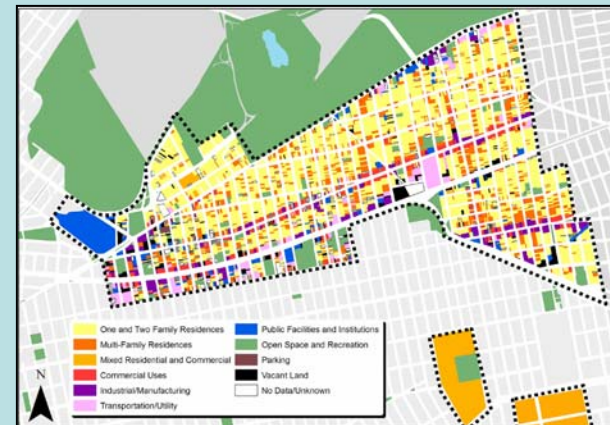 One and Two Family Residences
Multi-Family Residences
Mixed Residential and Commercial
Commercial Uses
Industrial/Manufacturing
Transportation/Utility
Public Facilities and Institutions
Open Space and Recreation
Parking
Vacant Land
No Data/Unknown
N